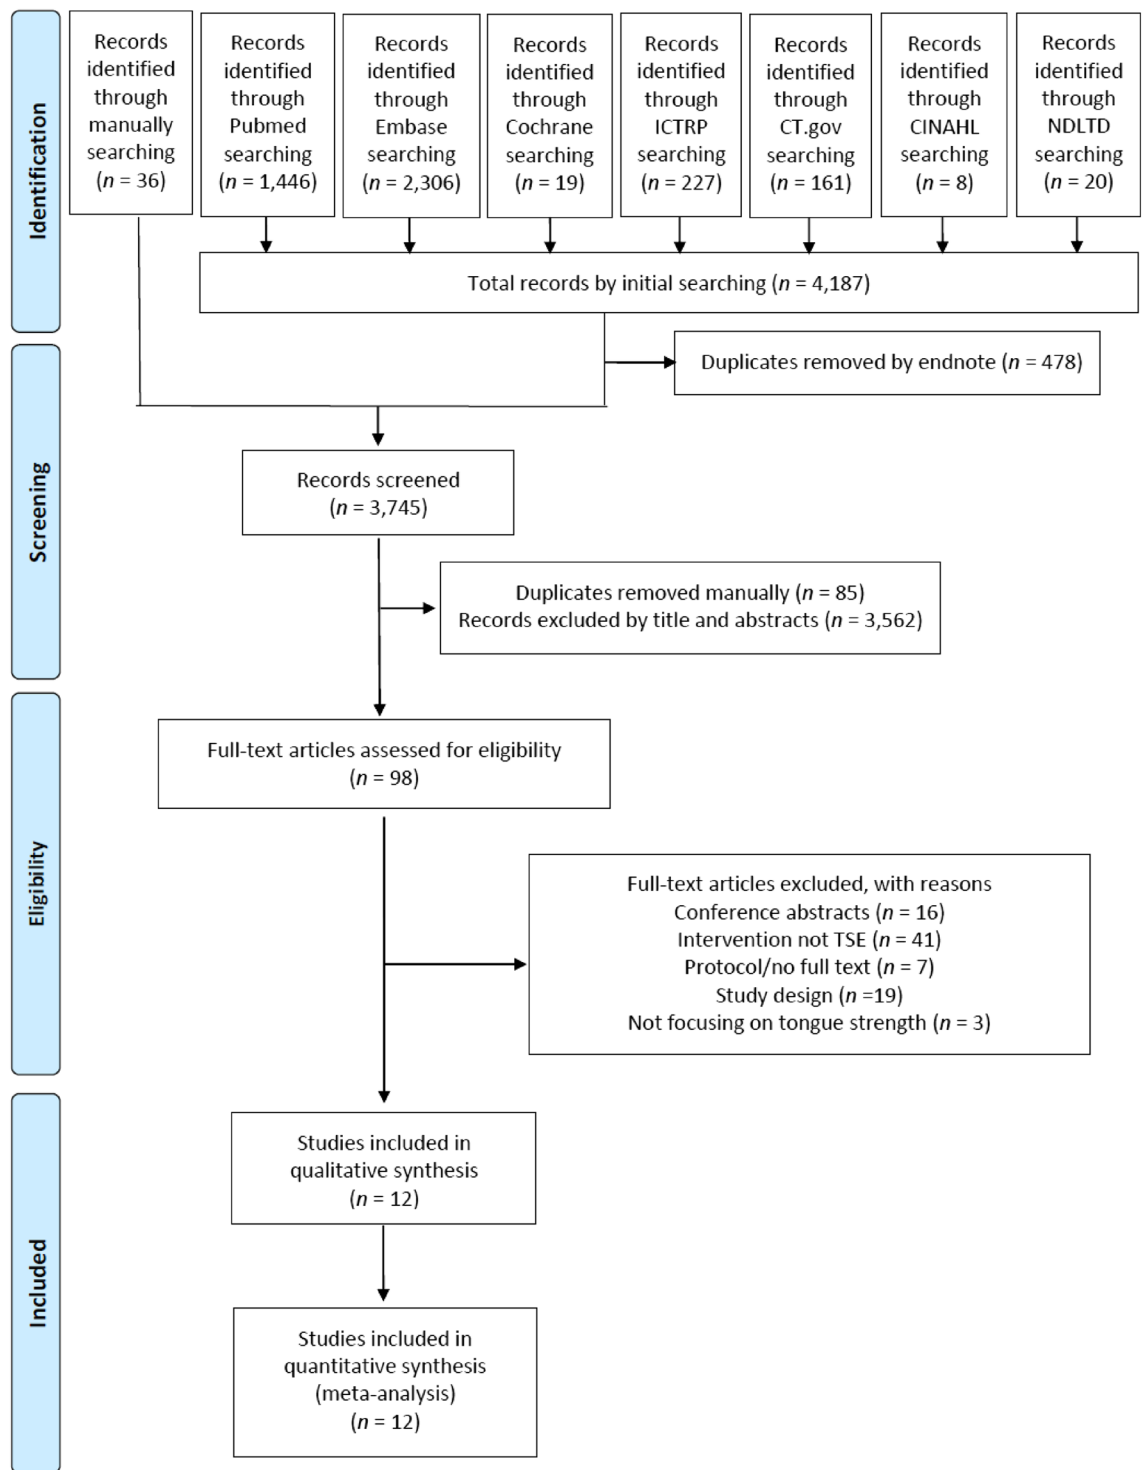 Identification
Records
identified
through
manually
searching
(n = 36)
Records
identified
through
Pubmed
searching
(n = 1,446)
Records
identified
through
Embase
searching
(n = 2,306)
Records
identified
through
Cochrane
searching
(n = 19)
Records
identified
through
ICTRP
searching
(n = 227)
Records
identified
through
CT.gov
searching
(n = 161)
Records
identified
through
CINAHL
searching
(n = 8)
Records
identified
through
NDLTD
searching
(n = 20)
Total records by initial searching (n = 4,187)
Duplicates removed by endnote (n = 478)
Screening
Records screened
(n = 3,745)
Duplicates removed manually (n = 85)
Records excluded by title and abstracts (n = 3,562)
Eligibility
Full-text articles assessed for eligibility
(n = 98)
Full-text articles excluded, with reasons
Conference abstracts (n = 16)
Intervention not TSE (n = 41)
Protocol/no full text (n = 7)
Study design (n =19)
Not focusing on tongue strength (n = 3)
Included
Studies included in
qualitative synthesis
(n = 12)
Studies included in
quantitative synthesis
(meta-analysis)
(n = 12)